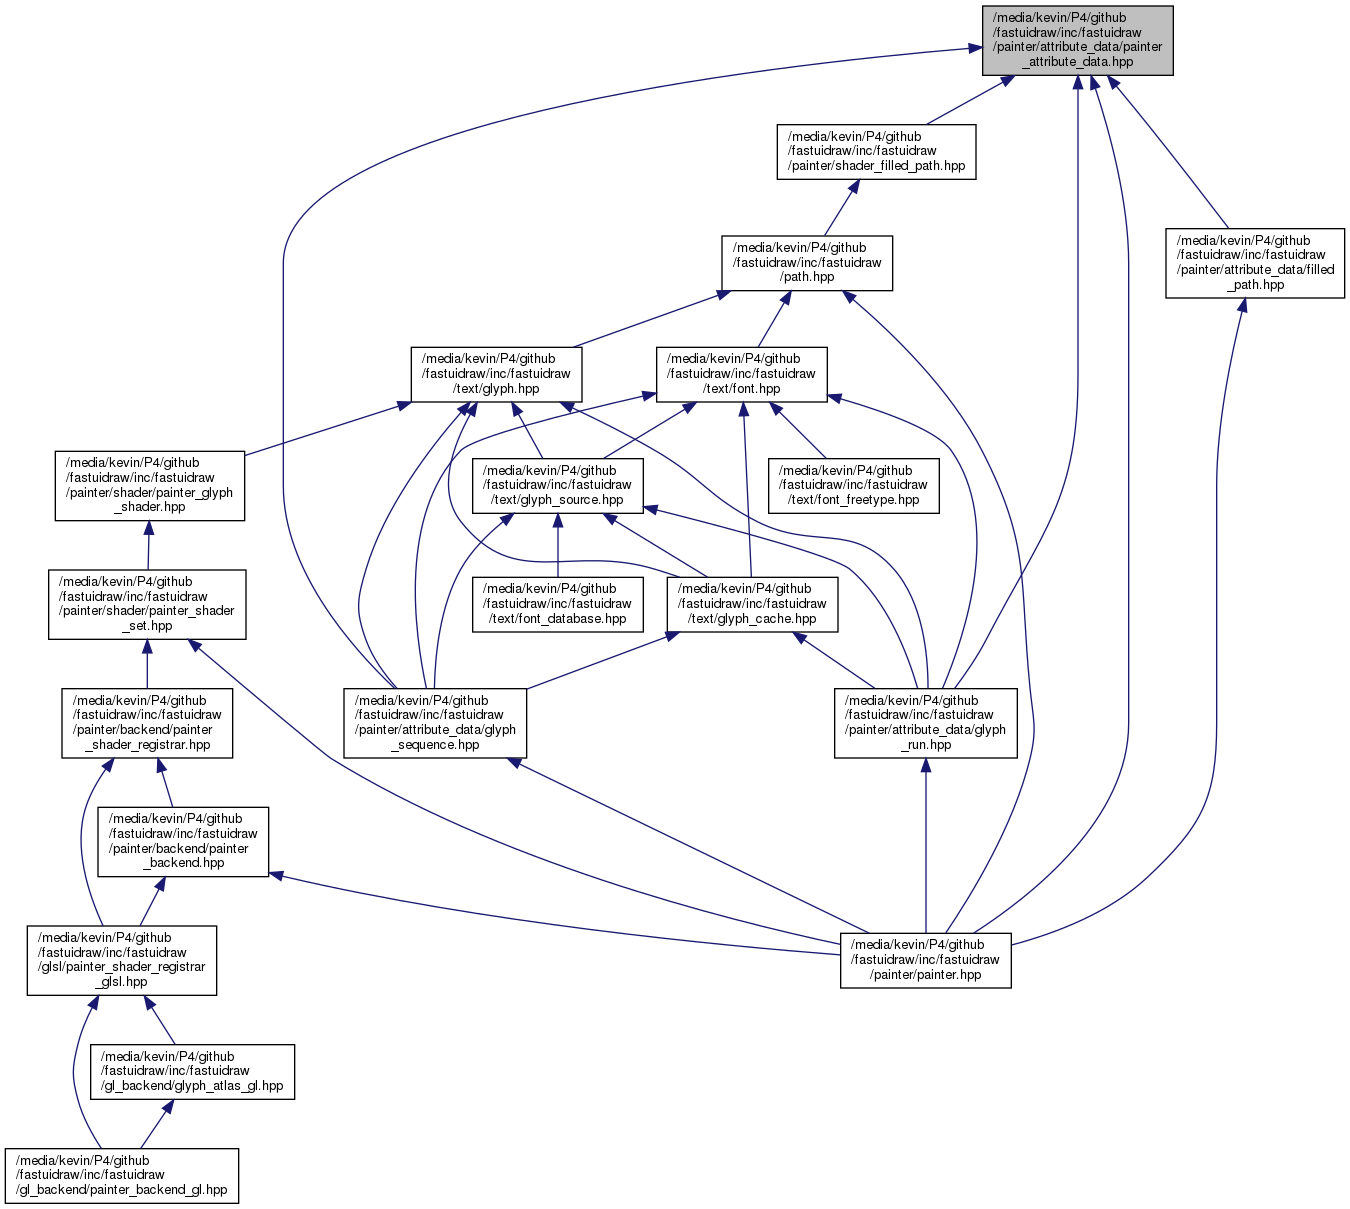 /media/kevin/P4/github
/fastuidraw/inc/fastuidraw
/painter/attribute_data/painter
_attribute_data.hpp
/media/kevin/P4/github
/fastuidraw/inc/fastuidraw
/painter/shader_filled_path.hpp
/media/kevin/P4/github
/fastuidraw/inc/fastuidraw
/path.hpp
/media/kevin/P4/github
/fastuidraw/inc/fastuidraw
/painter/attribute_data/filled
_path.hpp
/media/kevin/P4/github
/fastuidraw/inc/fastuidraw
/text/glyph.hpp
/media/kevin/P4/github
/fastuidraw/inc/fastuidraw
/text/font.hpp
/media/kevin/P4/github
/fastuidraw/inc/fastuidraw
/painter/shader/painter_glyph
_shader.hpp
/media/kevin/P4/github
/fastuidraw/inc/fastuidraw
/text/glyph_source.hpp
/media/kevin/P4/github
/fastuidraw/inc/fastuidraw
/text/font_freetype.hpp
/media/kevin/P4/github
/fastuidraw/inc/fastuidraw
/painter/shader/painter_shader
_set.hpp
/media/kevin/P4/github
/fastuidraw/inc/fastuidraw
/text/font_database.hpp
/media/kevin/P4/github
/fastuidraw/inc/fastuidraw
/text/glyph_cache.hpp
/media/kevin/P4/github
/fastuidraw/inc/fastuidraw
/painter/backend/painter
_shader_registrar.hpp
/media/kevin/P4/github
/fastuidraw/inc/fastuidraw
/painter/attribute_data/glyph
_sequence.hpp
/media/kevin/P4/github
/fastuidraw/inc/fastuidraw
/painter/attribute_data/glyph
_run.hpp
/media/kevin/P4/github
/fastuidraw/inc/fastuidraw
/painter/backend/painter
_backend.hpp
/media/kevin/P4/github
/fastuidraw/inc/fastuidraw
/glsl/painter_shader_registrar
_glsl.hpp
/media/kevin/P4/github
/fastuidraw/inc/fastuidraw
/painter/painter.hpp
/media/kevin/P4/github
/fastuidraw/inc/fastuidraw
/gl_backend/glyph_atlas_gl.hpp
/media/kevin/P4/github
/fastuidraw/inc/fastuidraw
/gl_backend/painter_backend_gl.hpp